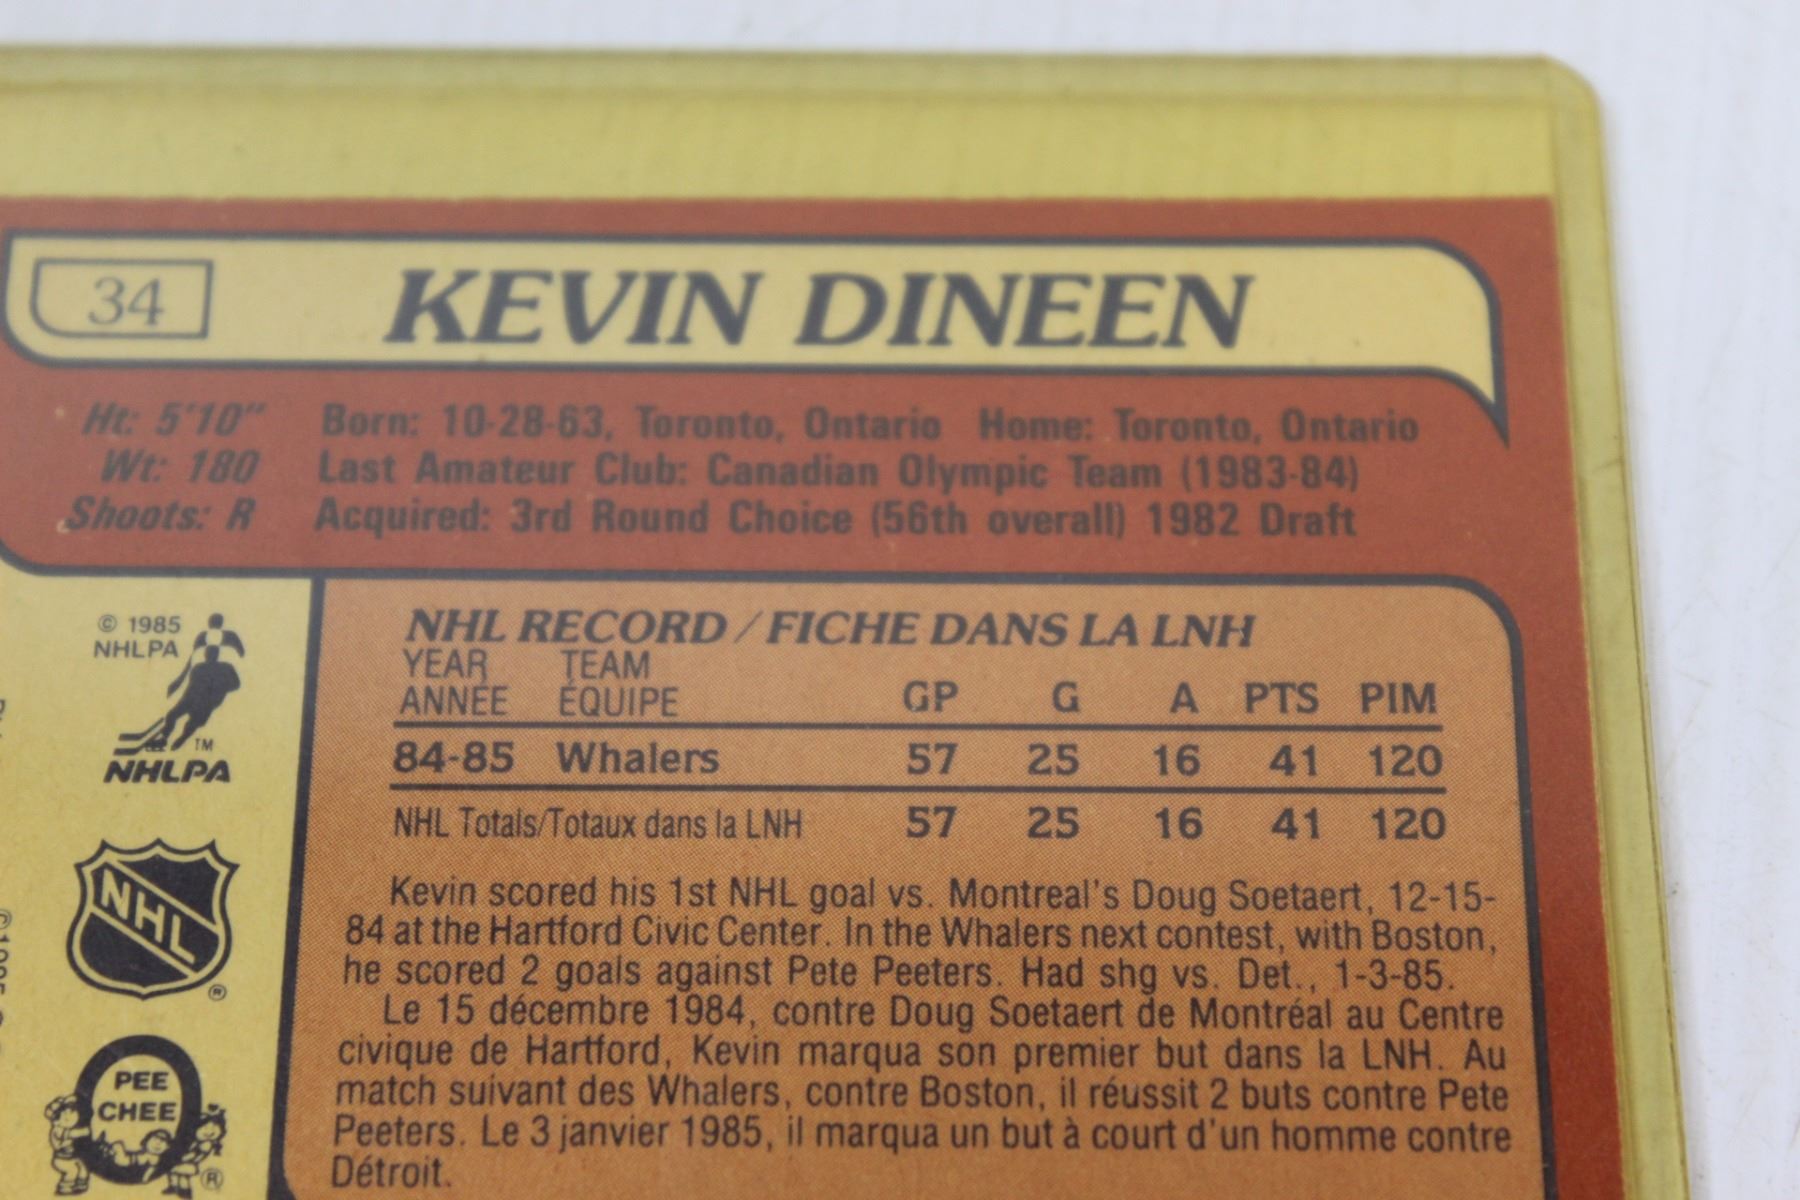 34
KEVIN DINEEN
Ht: 5'10" Born: 10-28-63, Toronto, Ontario Home: Toronto, Ontario
Wt: 180 Last Amateur Club: Canadian Olympic Team (1983-84)
Shoots: R Acquired: 3rd Round Choice (56th overall) 1982 Draft
© 1985
NHLPA
TM
NHLPA
NHL
®
PEE
CHEE
®
NHL RECORD / FICHE DANS LA LNH
YEAR TEAM
ANNÉE ÉQUIPE GP G A PTS PIM
84-85 Whalers 57 25 16 41 120
NHL Totals/Totaux dans la LNH 57 25 16 41 120
Kevin scored his 1st NHL goal vs. Montreal's Doug Soetaert, 12-15-
84 at the Hartford Civic Center. In the Whalers next contest, with Boston,
he scored 2 goals against Pete Peeters. Had shg vs. Det., 1-3-85.
Le 15 décembre 1984, contre Doug Soetaert de Montréal au Centre
civique de Hartford, Kevin marqua son premier but dans la LNH. Au
match suivant des Whalers, contre Boston, il réussit 2 buts contre Pete
Peeters. Le 3 janvier 1985, il marqua un but à court d'un homme contre
Détroit.